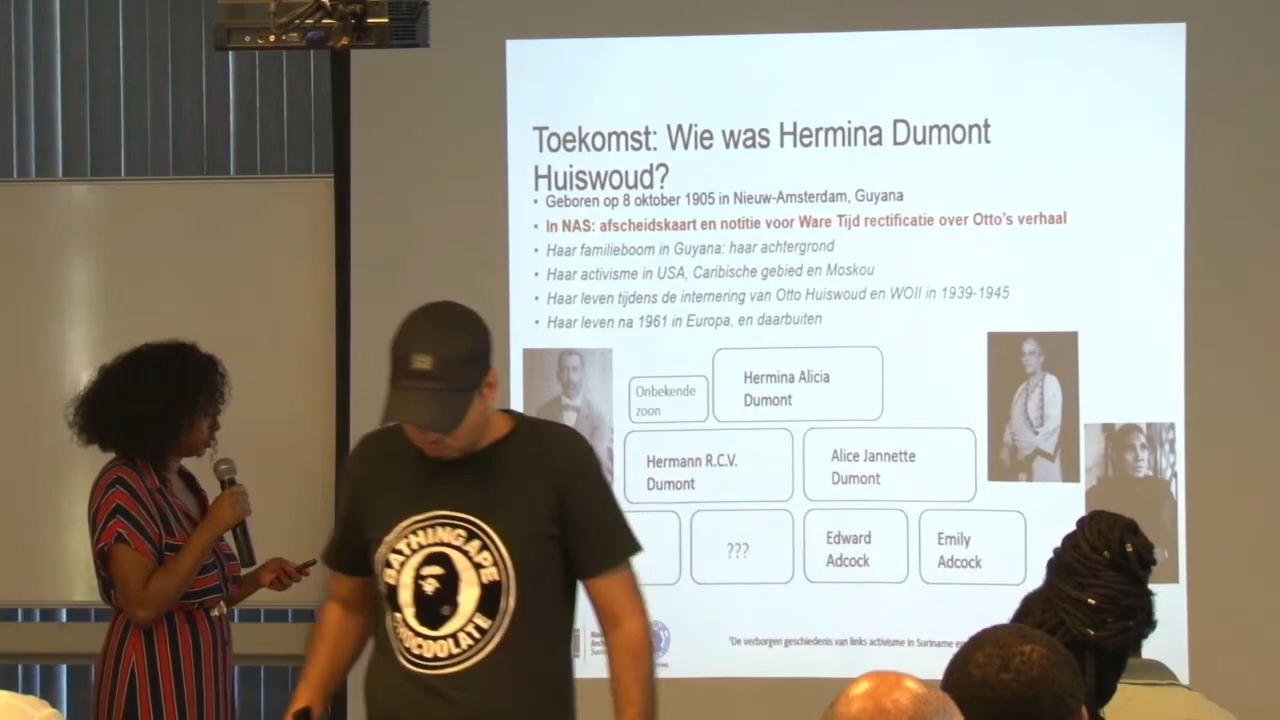 Toekomst: Wie was Hermina Dumont
Huiswoud?
• Geboren op 8 oktober 1905 in Nieuw-Amsterdam, Guyana
• In NAS: afscheidskaart en notitie voor Ware Tijd rectificatie over Otto's verhaal
• Haar familieboom in Guyana: haar achtergrond
• Haar activisme in USA, Caribische gebied en Moskou
• Haar leven tijdens de internering van Otto Huiswoud en WOII in 1939-1945
• Haar leven na 1961 in Europa, en daarbuiten
Onbekende
zoon
Hermina Alicia
Dumont
Hermann R.C.V.
Dumont
Alice Jannette
Dumont
???
Edward
Adcock
Emily
Adcock
'De verborgen geschiedenis van links activisme in Suriname
BATHING APE